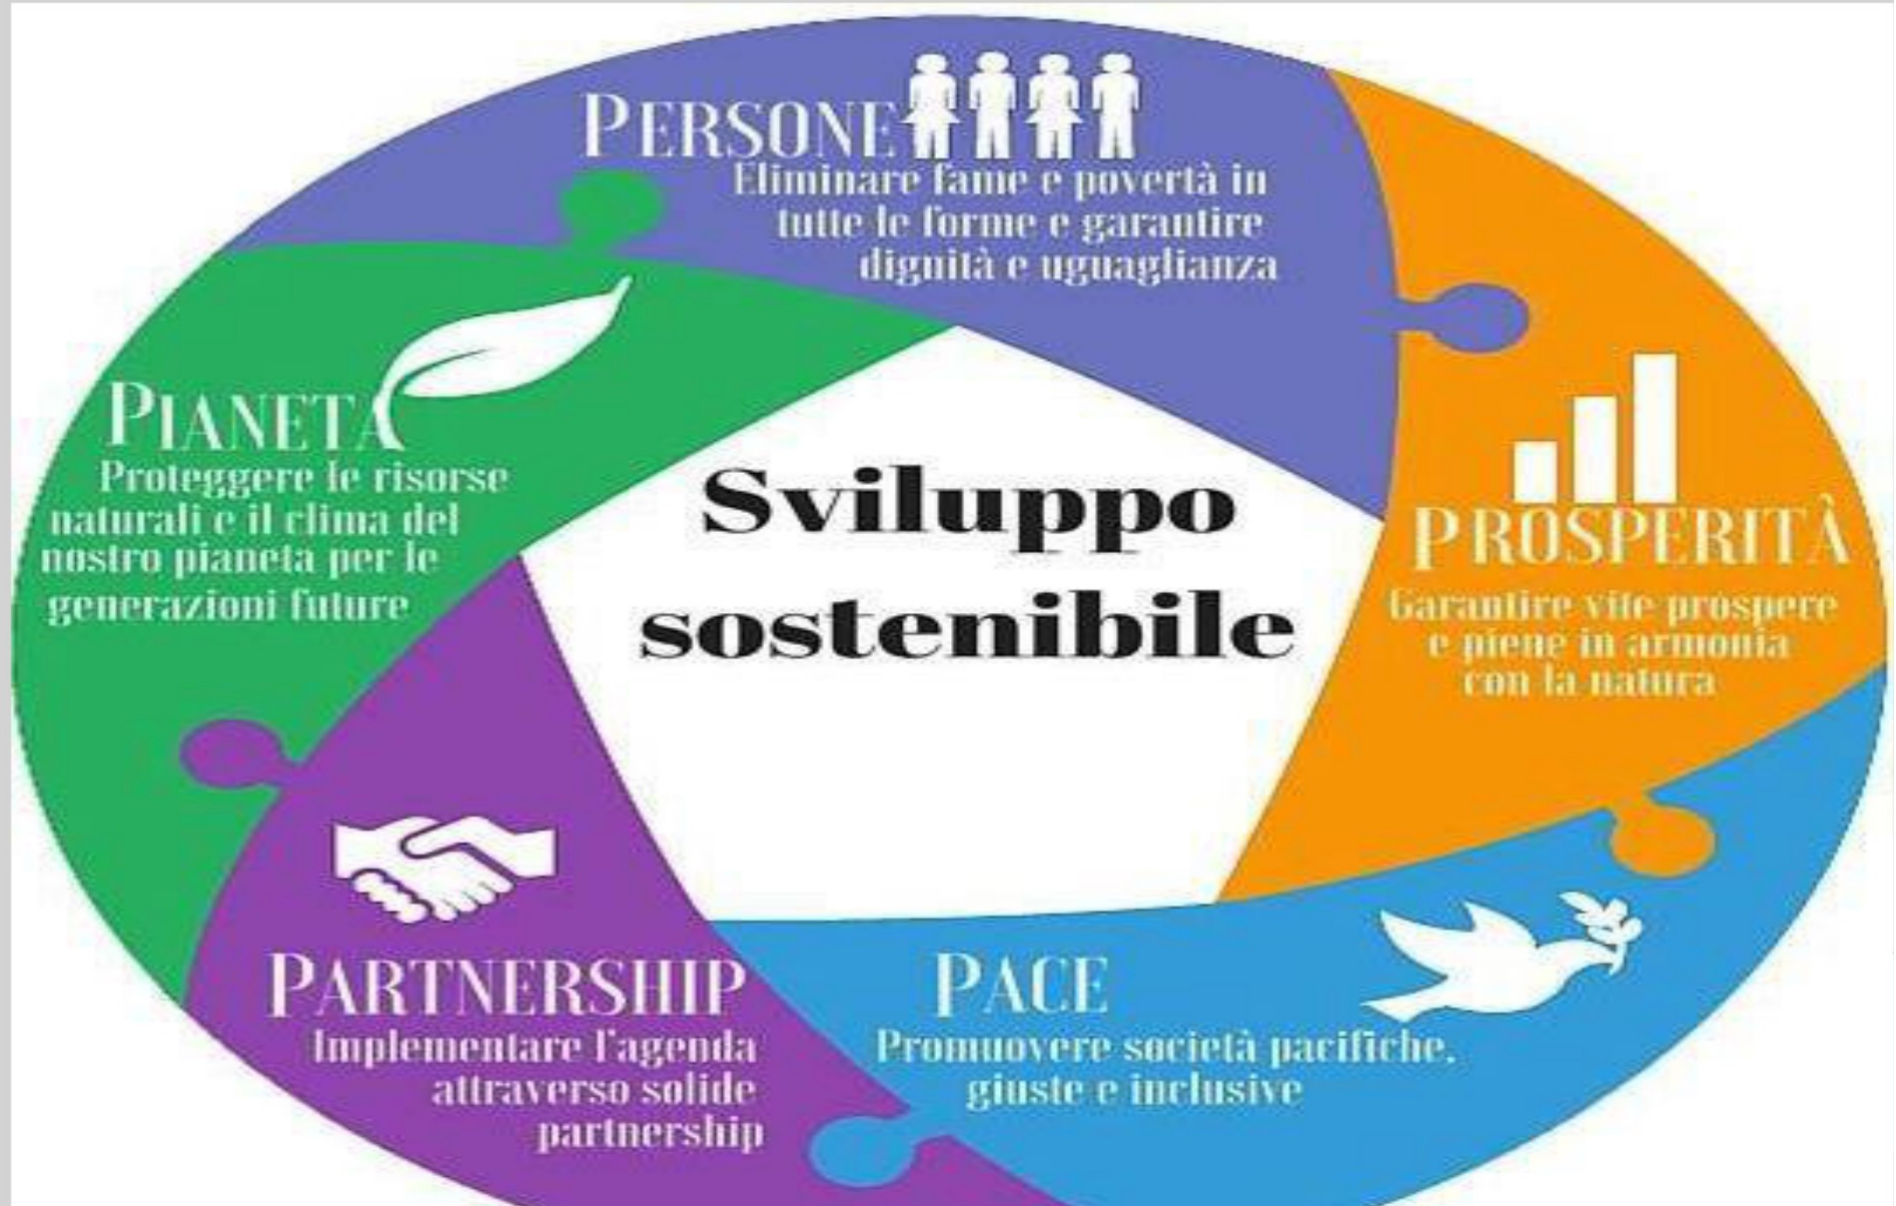 PERSONE
Eliminare fame e povertà in
tutte le forme e garantire
dignità e uguaglianza
PIANETA
Proteggere le risorse
naturali e il clima del
nostro pianeta per le
generazioni future
Sviluppo
sostenibile
PROSPERITÀ
Garantire vite prospere
e piene in armonia
con la natura
PARTNERSHIP
Implementare l'agenda
attraverso solide
partnership
PACE
Promuovere società pacifiche,
giuste e inclusive